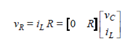 v_R = i_L R = [0  R] [v_C
i_L]